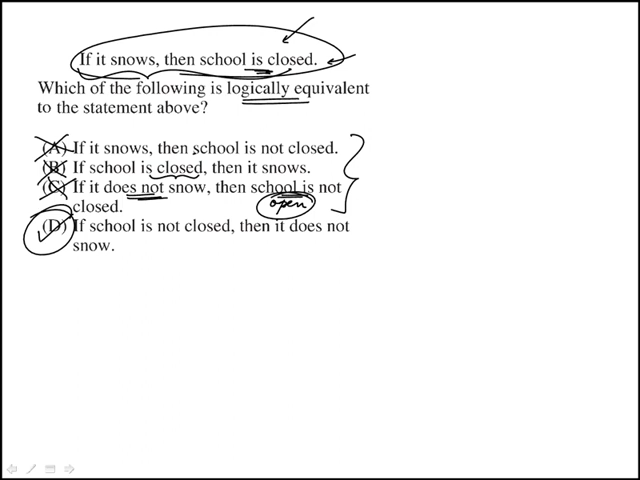 If it snows, then school is closed.
Which of the following is logically equivalent
to the statement above?
(A) If it snows, then school is not closed.
(B) If school is closed, then it snows.
(C) If it does not snow, then school is not
closed.
open
(D) If school is not closed, then it does not
snow.